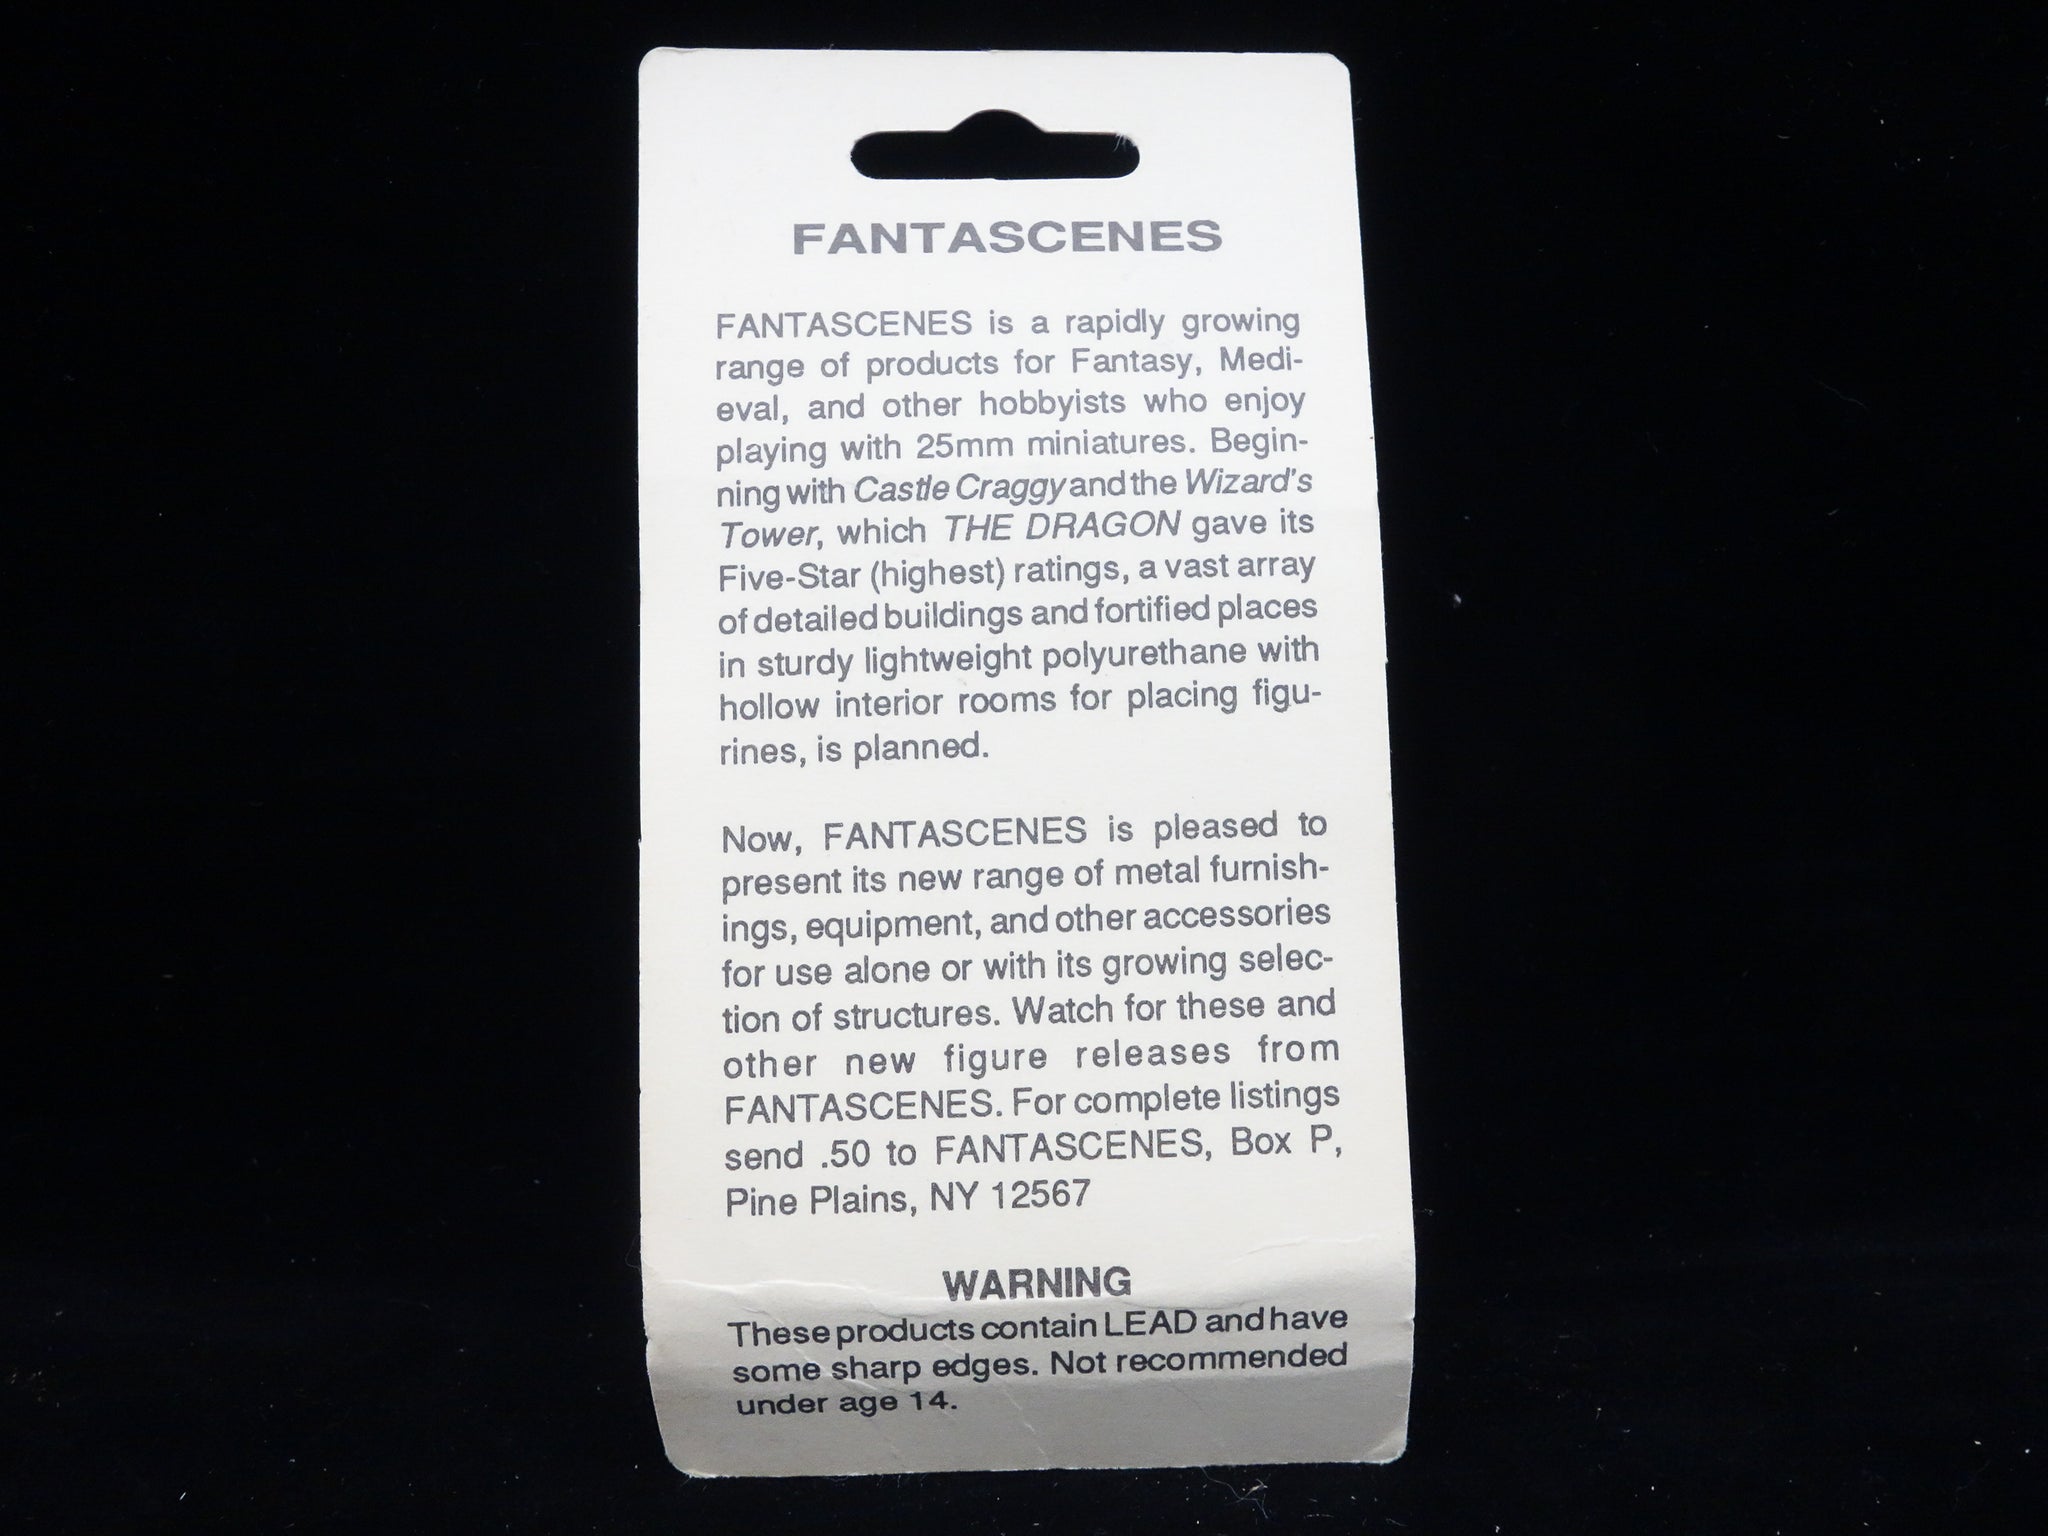 FANTASCENES
FANTASCENES is a rapidly growing
range of products for Fantasy, Medi-
eval, and other hobbyists who enjoy
playing with 25mm miniatures. Begin-
ning with Castle Craggy and the Wizard's
Tower, which THE DRAGON gave its
Five-Star (highest) ratings, a vast array
of detailed buildings and fortified places
in sturdy lightweight polyurethane with
hollow interior rooms for placing figu-
rines, is planned.
Now, FANTASCENES is pleased to
present its new range of metal furnish-
ings, equipment, and other accessories
for use alone or with its growing selec-
tion of structures. Watch for these and
other new figure releases from
FANTASCENES. For complete listings
send .50 to FANTASCENES, Box P,
Pine Plains, NY 12567
WARNING
These products contain LEAD and have
some sharp edges. Not recommended
under age 14.